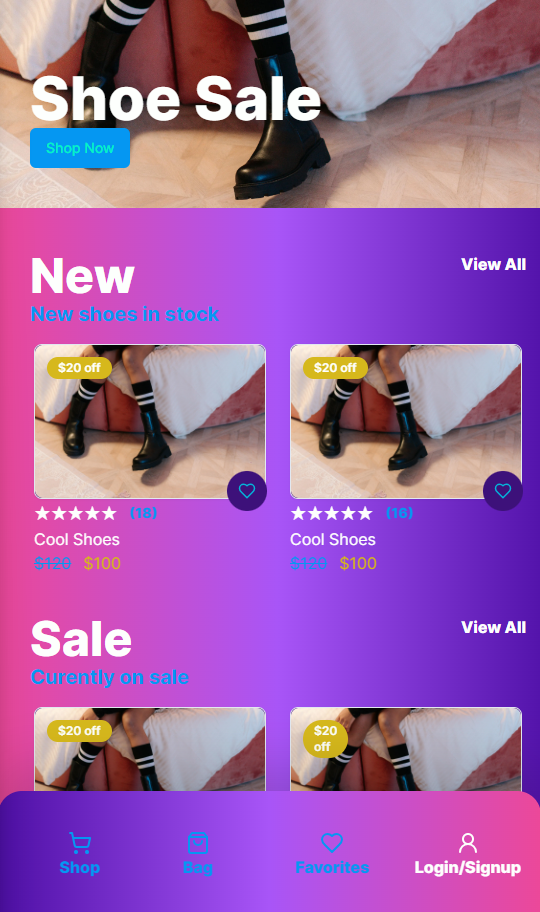 Shoe Sale
Shop Now
New
View All
New shoes in stock
$20 off
$20 off
(18)
(16)
Cool Shoes
Cool Shoes
$120 $100
$120 $100
Sale
View All
Curently on sale
$20 off
$20
off
Shop
Bag
Favorites
Login/Signup